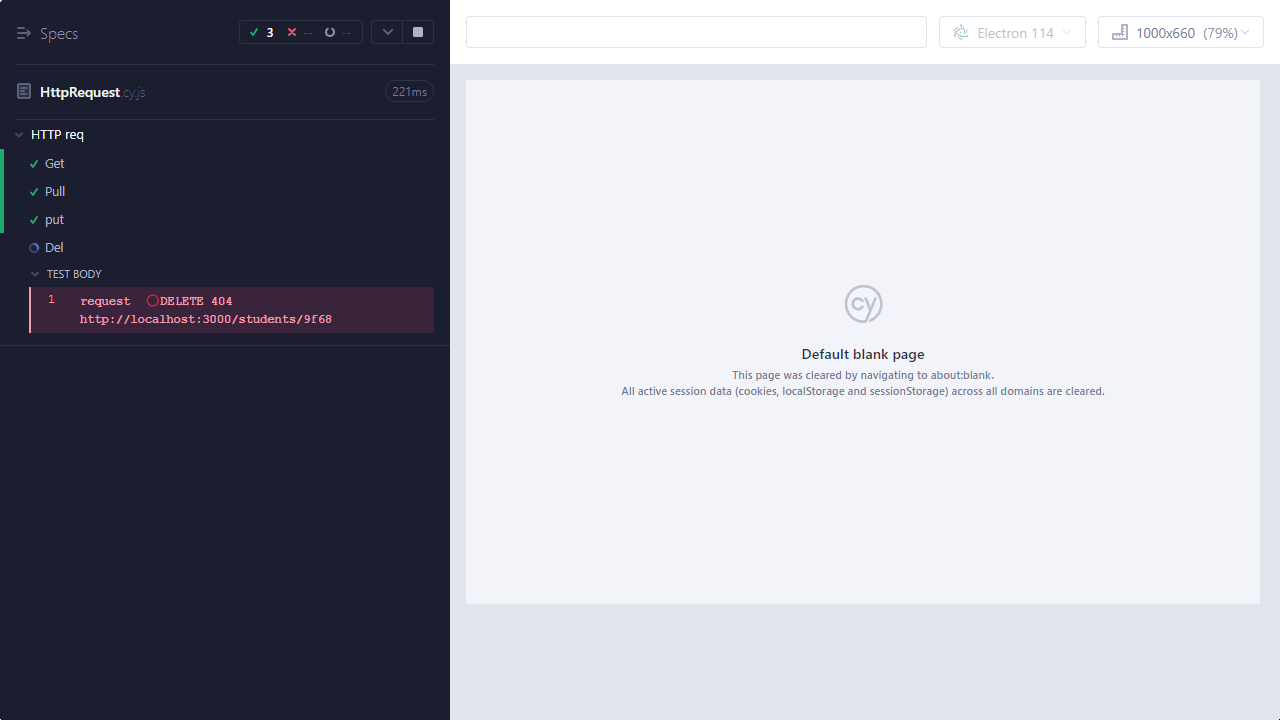 Specs
3
--
--
HttpRequest cy.js
221ms
HTTP req
Get
Pull
put
Del
TEST BODY
1 request DELETE 404
http://localhost:3000/students/9f68
Electron 114
1000x660 (79%)
cy
Default blank page
This page was cleared by navigating to about:blank.
All active session data (cookies, localStorage and sessionStorage) across all domains are cleared.